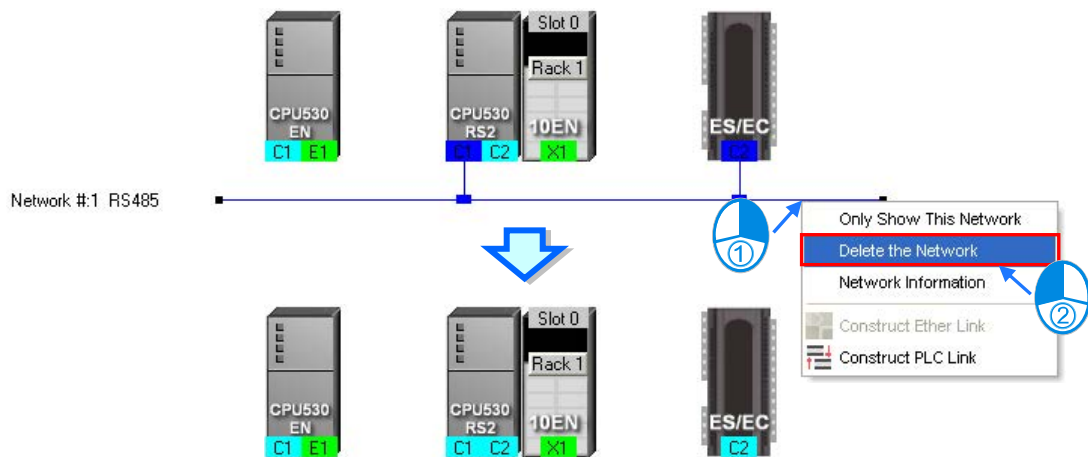 Slot 0
Rack 1
CPU530
EN
C1 E1
CPU530
RS2
C1 C2
10EN
X1
ES/EC
C2
Network #:1 RS485
①
Only Show This Network
Delete the Network
Network Information
Construct Ether Link
Construct PLC Link
②
Slot 0
Rack 1
CPU530
EN
C1 E1
CPU530
RS2
C1 C2
10EN
X1
ES/EC
C2